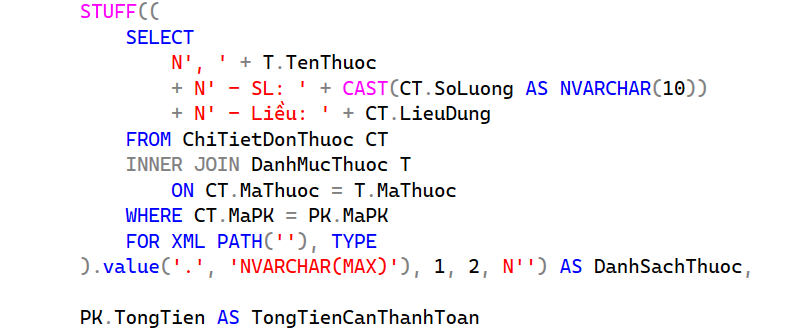 STUFF((
SELECT
N', ' + T.TenThuoc
+ N' - SL: ' + CAST(CT.SoLuong AS NVARCHAR(10))
+ N' - Liều: ' + CT.LieuDung
FROM ChiTietDonThuoc CT
INNER JOIN DanhMucThuoc T
ON CT.MaThuoc = T.MaThuoc
WHERE CT.MaPK = PK.MaPK
FOR XML PATH(''), TYPE
).value('.', 'NVARCHAR(MAX)'), 1, 2, N'') AS DanhSachThuoc,
PK.TongTien AS TongTienCanThanhToan